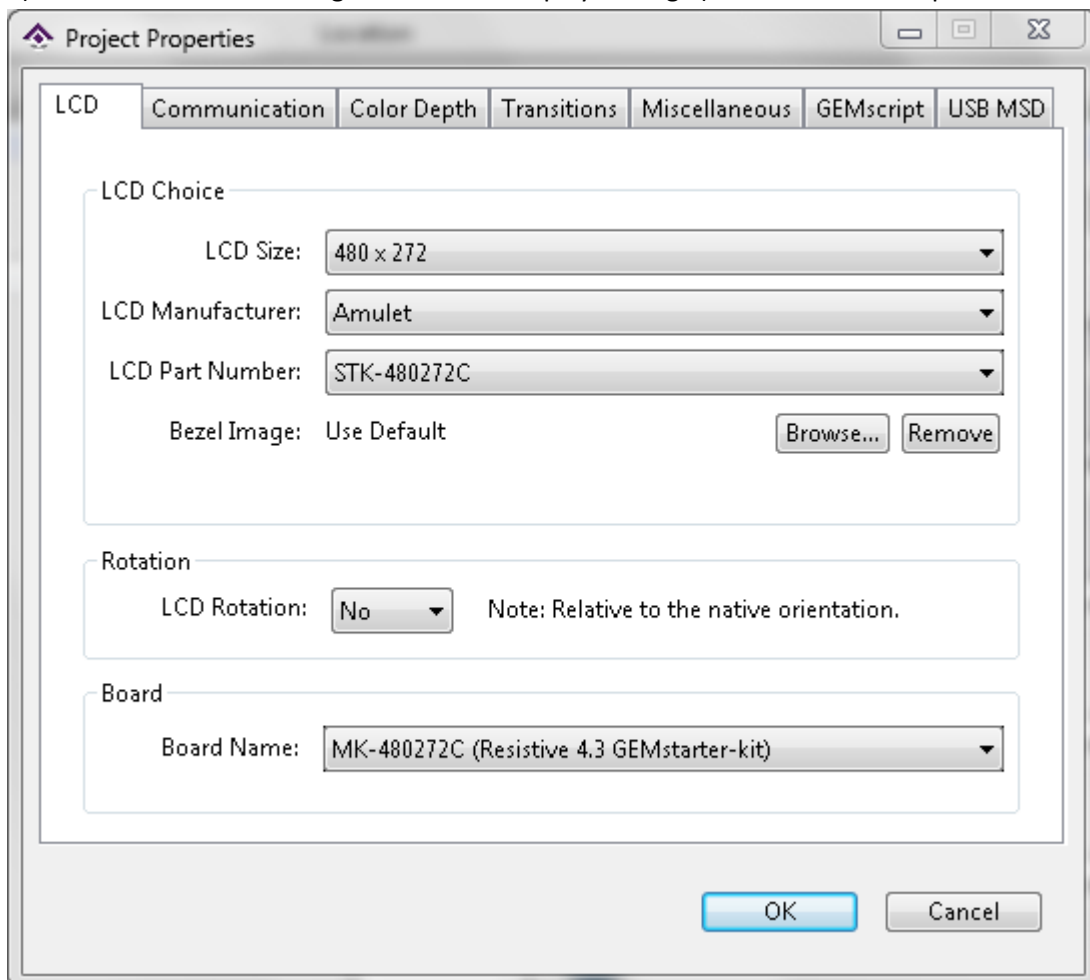 Project Properties
LCD
Communication
Color Depth
Transitions
Miscellaneous
GEMscript
USB MSD
LCD Choice
LCD Size: 480 x 272
LCD Manufacturer: Amulet
LCD Part Number: STK-480272C
Bezel Image: Use Default Browse... Remove
Rotation
LCD Rotation: No Note: Relative to the native orientation.
Board
Board Name: MK-480272C (Resistive 4.3 GEMstarter-kit)
OK Cancel